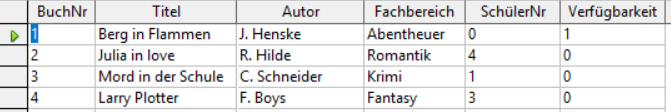 BuchNr Titel Autor Fachbereich SchülerNr Verfügbarkeit
1 Berg in Flammen J. Henske Abentheuer 0 1
2 Julia in love R. Hilde Romantik 4 0
3 Mord in der Schule C. Schneider Krimi 1 0
4 Larry Plotter F. Boys Fantasy 3 0